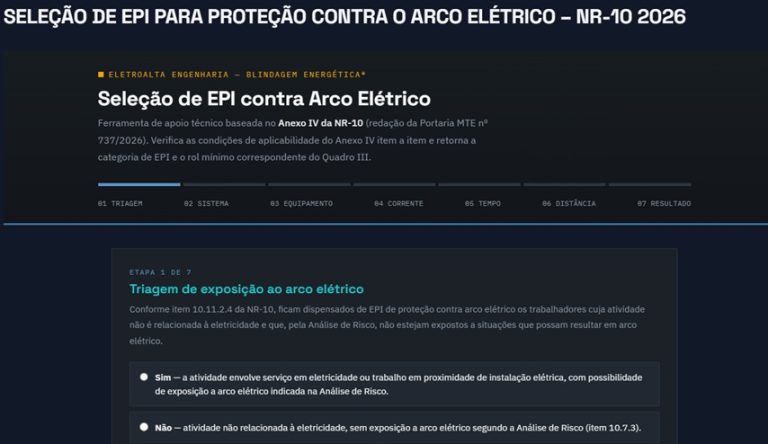 SELEÇÃO DE EPI PARA PROTEÇÃO CONTRA O ARCO ELÉTRICO – NR-10 2026
ELETROALTA ENGENHARIA — BLINDAGEM ENERGÉTICA*
Seleção de EPI contra Arco Elétrico
Ferramenta de apoio técnico baseada no Anexo IV da NR-10 (redação da Portaria MTE nº
737/2026). Verifica as condições de aplicabilidade do Anexo IV item a item e retorna a
categoria de EPI e o rol mínimo correspondente do Quadro III.
01 TRIAGEM 02 SISTEMA 03 EQUIPAMENTO 04 CORRENTE 05 TEMPO 06 DISTÂNCIA 07 RESULTADO
ETAPA 1 DE 7
Triagem de exposição ao arco elétrico
Conforme item 10.11.2.4 da NR-10, ficam dispensados de EPI de proteção contra arco elétrico os trabalhadores cuja atividade
não é relacionada à eletricidade e que, pela Análise de Risco, não estejam expostos a situações que possam resultar em arco
elétrico.
Sim — a atividade envolve serviço em eletricidade ou trabalho em proximidade de instalação elétrica, com possibilidade
de exposição a arco elétrico indicada na Análise de Risco.
Não — atividade não relacionada à eletricidade, sem exposição a arco elétrico segundo a Análise de Risco (item 10.7.3).